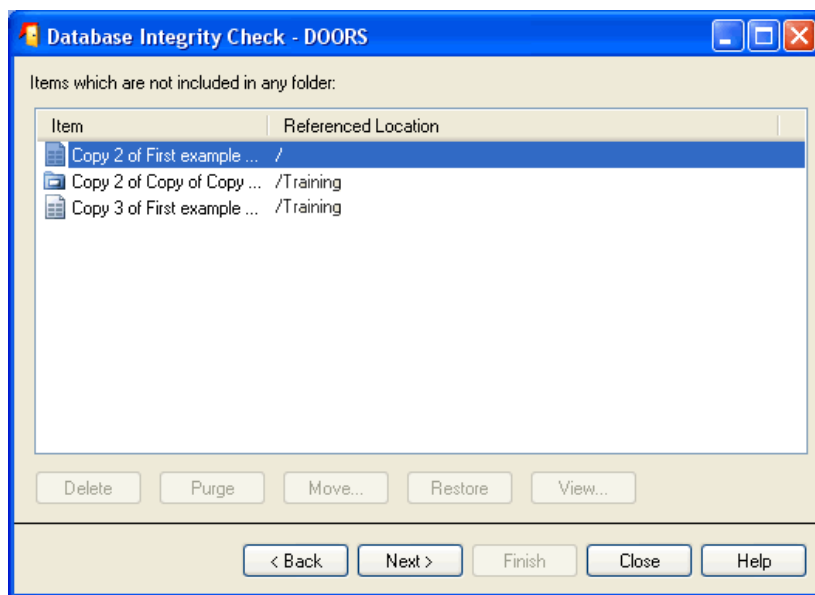 Database Integrity Check - DOORS
Items which are not included in any folder:
Item Referenced Location
Copy 2 of First example ... /
Copy 2 of Copy of Copy ... /Training
Copy 3 of First example ... /Training
Delete Purge Move... Restore View...
< Back Next > Finish Close Help